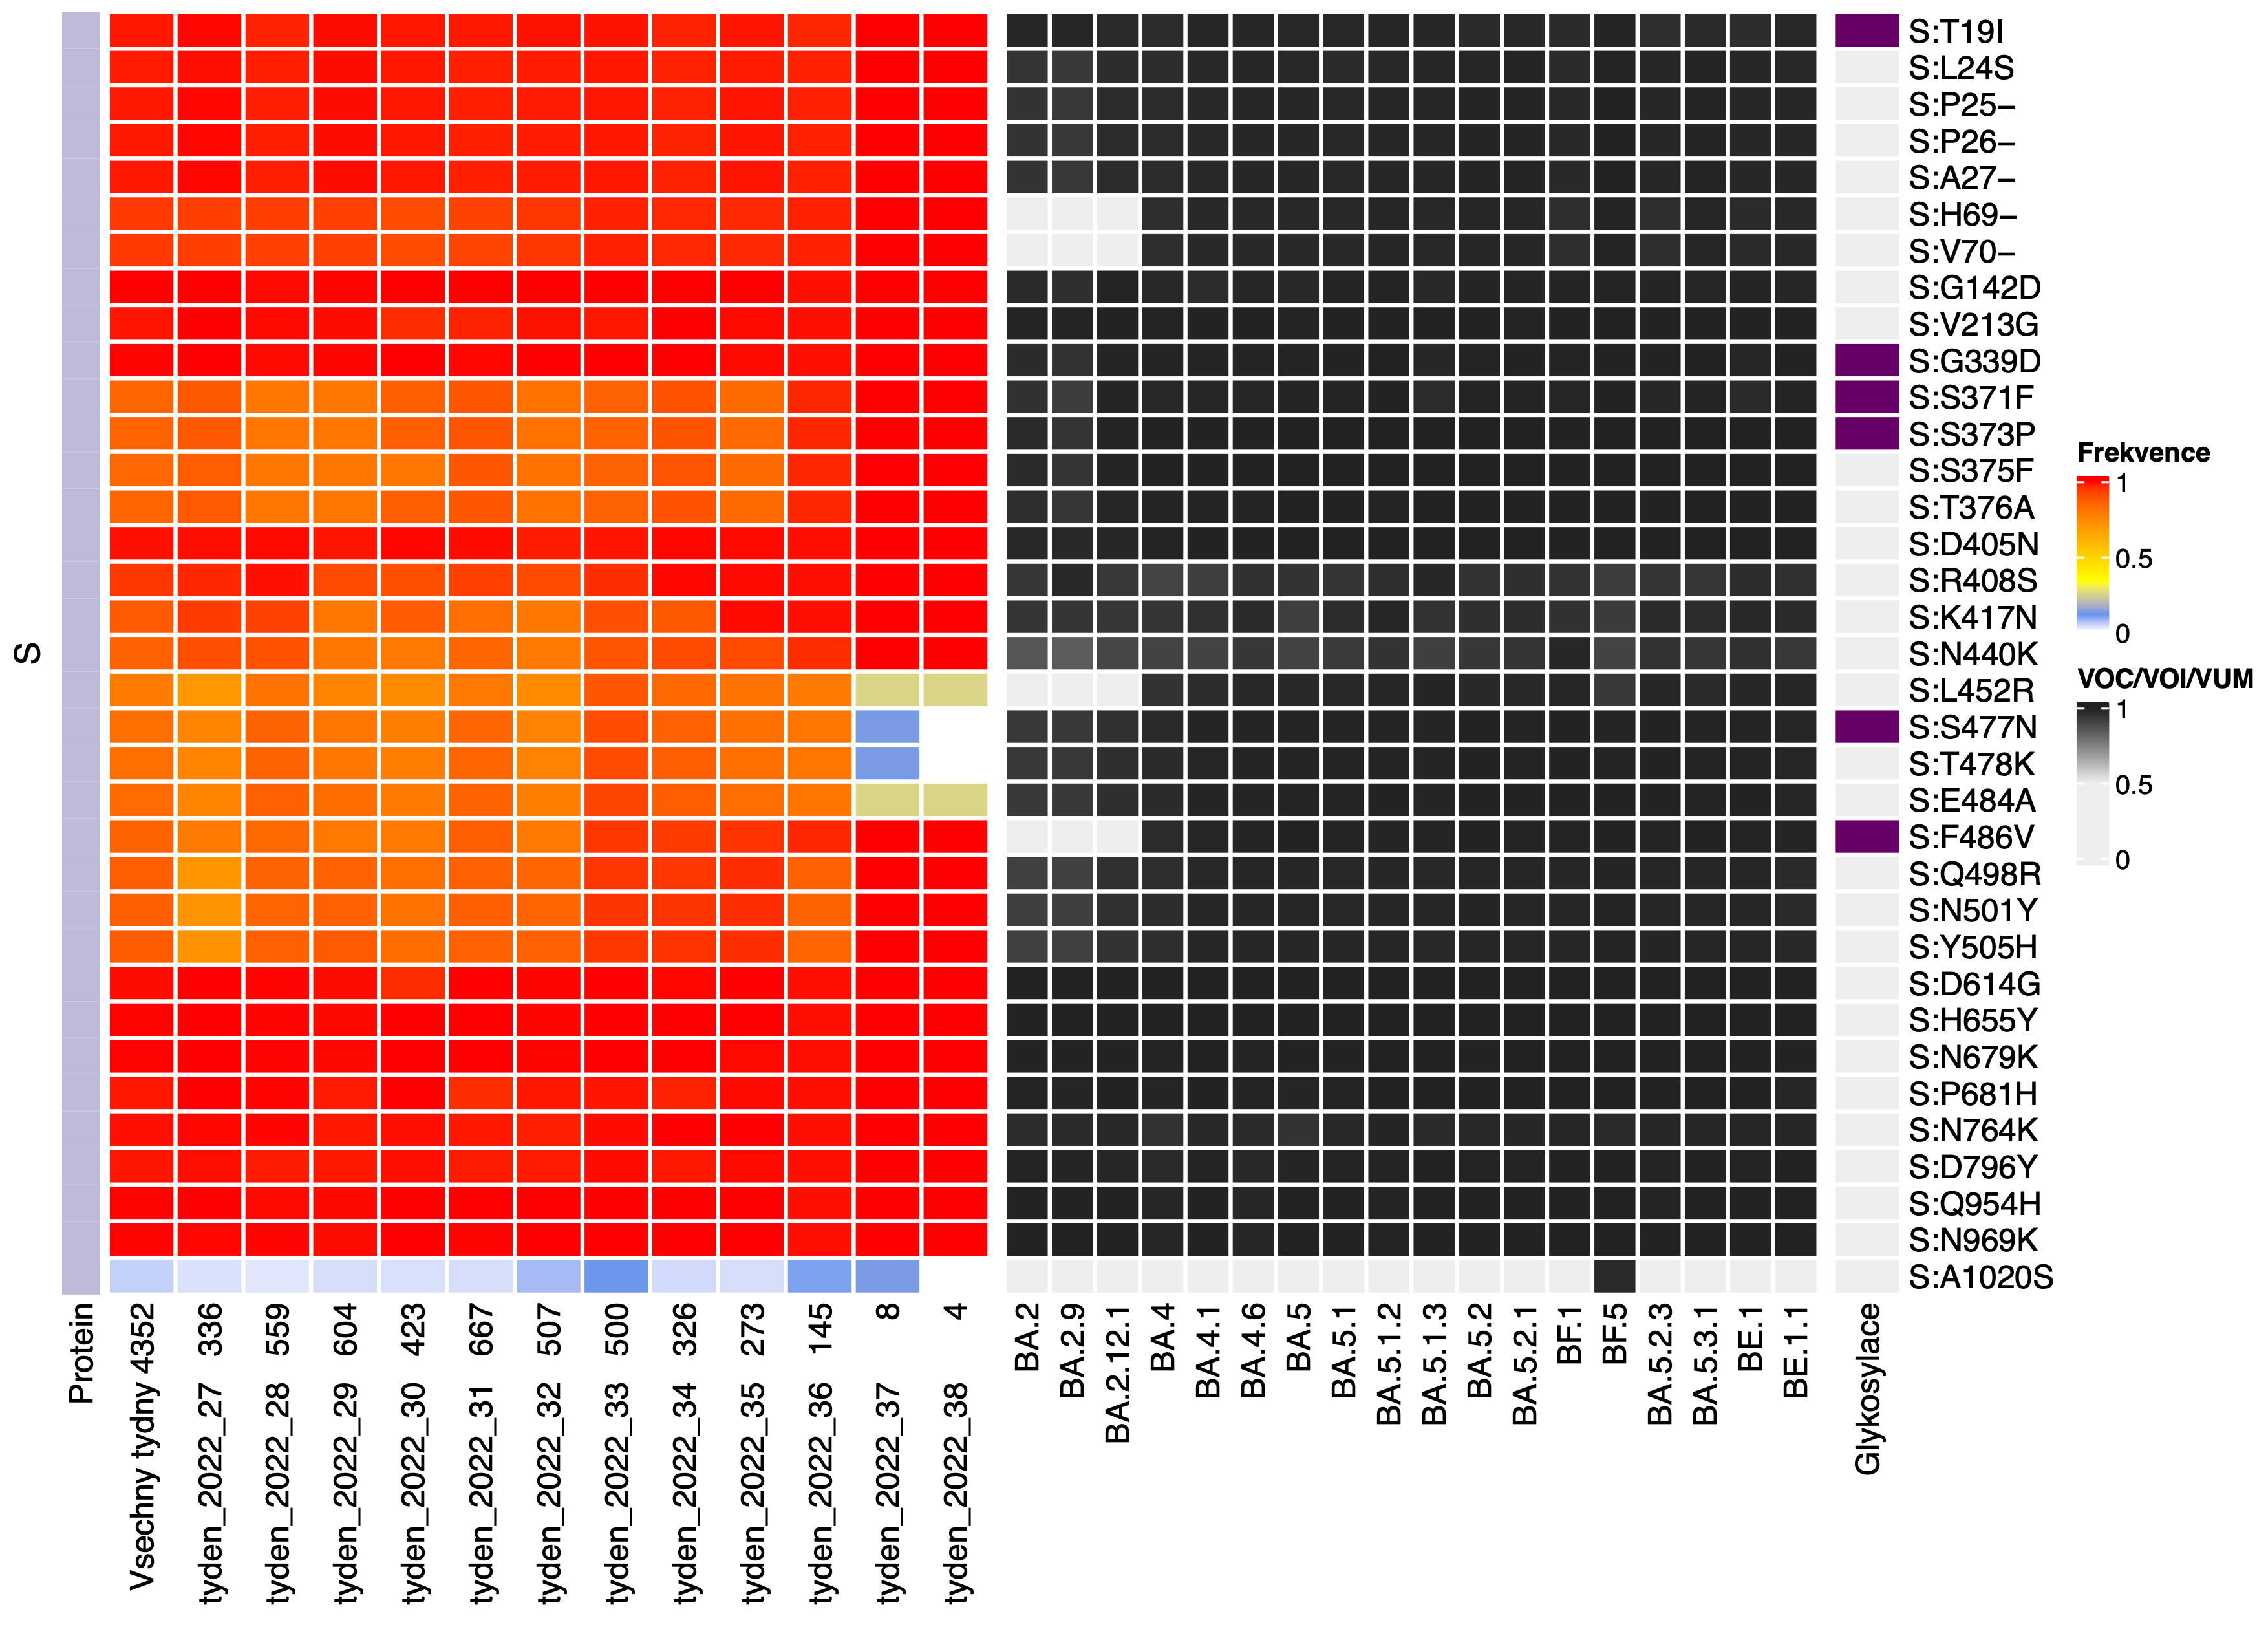 S
S:T19I
S:L24S
S:P25−
S:P26−
S:A27−
S:H69−
S:V70−
S:G142D
S:V213G
S:G339D
S:S371F
S:S373P
S:S375F
S:T376A
S:D405N
S:R408S
S:K417N
S:N440K
S:L452R
S:S477N
S:T478K
S:E484A
S:F486V
S:Q498R
S:N501Y
S:Y505H
S:D614G
S:H655Y
S:N679K
S:P681H
S:N764K
S:D796Y
S:Q954H
S:N969K
S:A1020S
Protein
Vsechny tydny 4352
tyden_2022_27 336
tyden_2022_28 559
tyden_2022_29 604
tyden_2022_30 423
tyden_2022_31 667
tyden_2022_32 507
tyden_2022_33 500
tyden_2022_34 326
tyden_2022_35 273
tyden_2022_36 145
tyden_2022_37 8
tyden_2022_38 4
BA.2
BA.2.9
BA.2.12.1
BA.4
BA.4.1
BA.4.6
BA.5
BA.5.1
BA.5.1.2
BA.5.1.3
BA.5.2
BA.5.2.1
BF.1
BF.5
BA.5.2.3
BA.5.3.1
BE.1
BE.1.1
Glykosylace
Frekvence
1
0.5
0
VOC/VOI/VUM
1
0.5
0